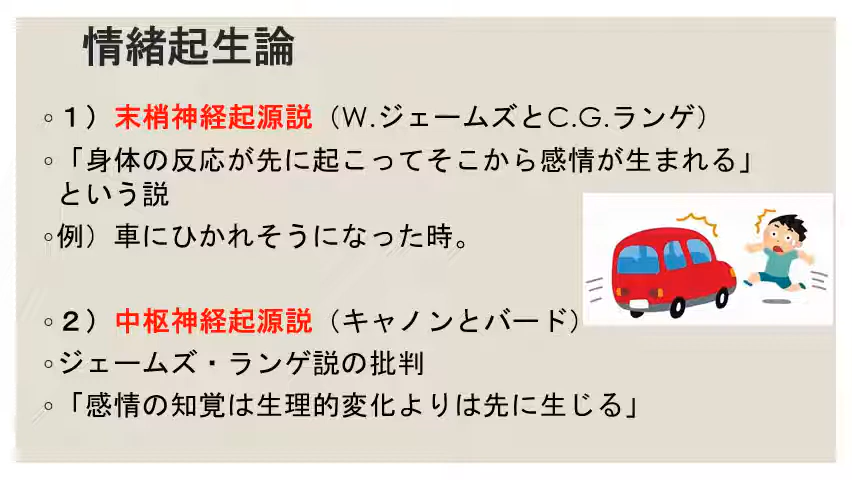 情緒起生論
◦１）末梢神経起源説（W.ジェームズとC.G.ランゲ）
◦「身体の反応が先に起こってそこから感情が生まれる」
という説
◦例）車にひかれそうになった時。
◦２）中枢神経起源説（キャノンとバード）
◦ジェームズ・ランゲ説の批判
◦「感情の知覚は生理的変化よりは先に生じる」